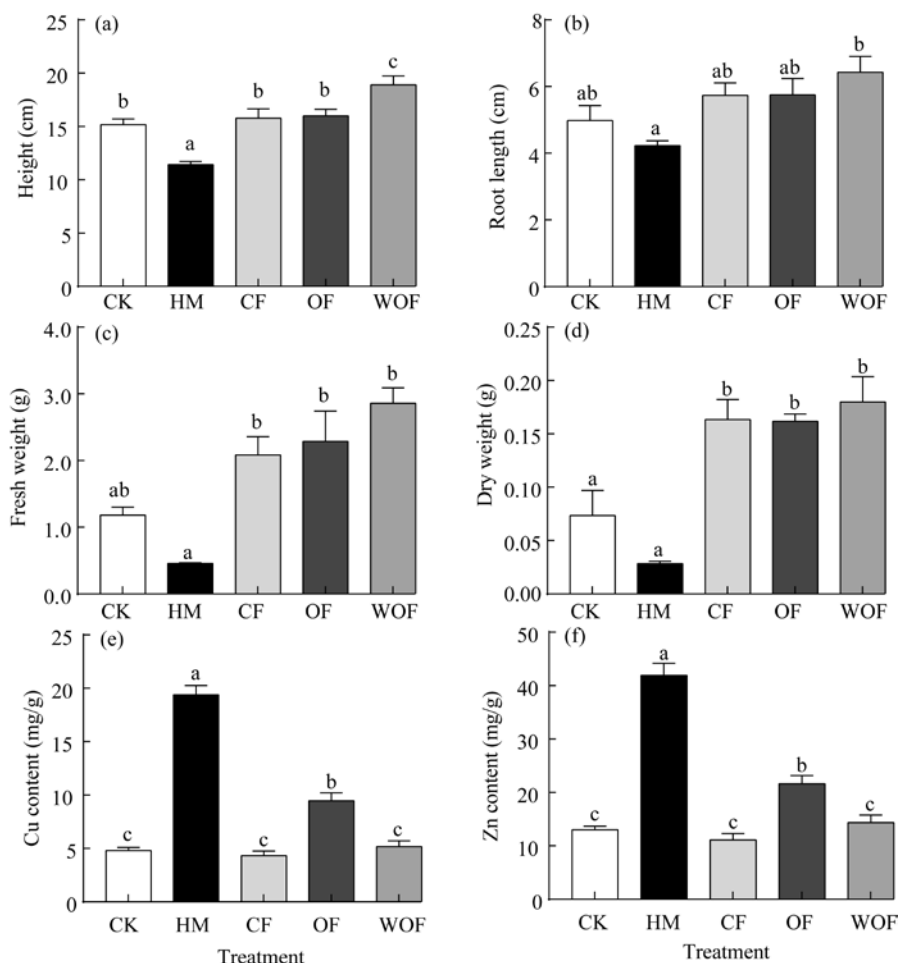 (a)
25
20
15
10
5
0
Height (cm)
b
a
b
b
c
CK HM CF OF WOF
(b)
8
6
4
2
0
Root length (cm)
ab
a
ab
ab
b
CK HM CF OF WOF
(c)
4.0
3.0
2.0
1.0
0.0
Fresh weight (g)
ab
a
b
b
b
CK HM CF OF WOF
(d)
0.25
0.20
0.15
0.10
0.05
0.00
Dry weight (g)
a
a
b
b
b
CK HM CF OF WOF
(e)
25
20
15
10
5
0
Cu content (mg/g)
c
a
c
b
c
CK HM CF OF WOF
Treatment
(f)
50
40
30
20
10
0
Zn content (mg/g)
c
a
c
b
c
CK HM CF OF WOF
Treatment